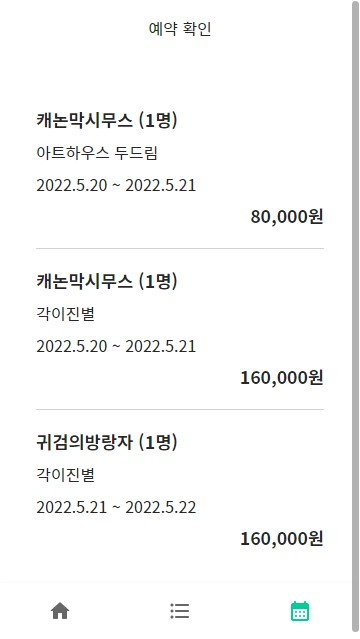 예약 확인
캐논막시무스 (1명)
아트하우스 두드림
2022.5.20 ~ 2022.5.21
80,000원
캐논막시무스 (1명)
각이진별
2022.5.20 ~ 2022.5.21
160,000원
귀검의방랑자 (1명)
각이진별
2022.5.21 ~ 2022.5.22
160,000원